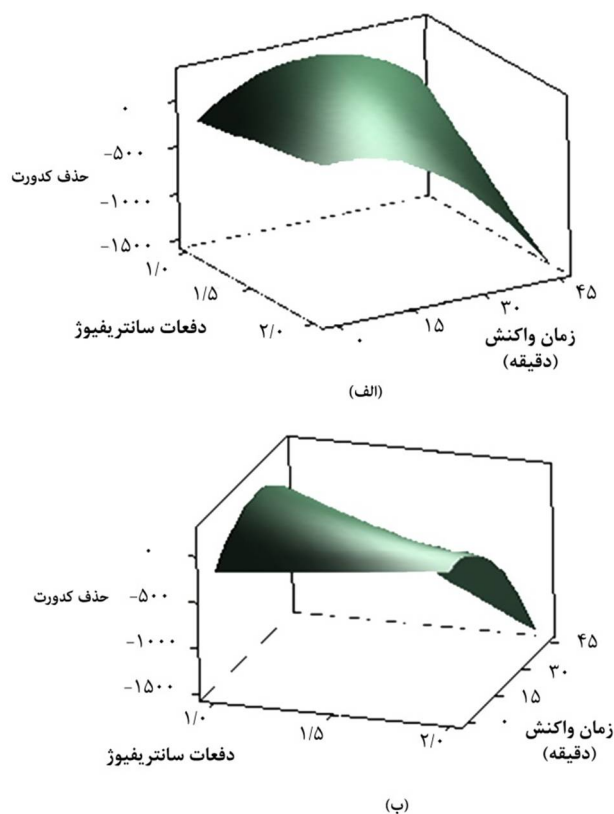 ۰
-۵۰۰
حذف کدورت
-۱۰۰۰
-۱۵۰۰
۱/۰
۱/۵
۲/۰
دفعات سانتریفیوژ
۰
۱۵
۳۰
۴۵
زمان واکنش
(دقیقه)
(الف)
۰
حذف کدورت
-۵۰۰
-۱۰۰۰
-۱۵۰۰
۱/۰
۱/۵
۲/۰
دفعات سانتریفیوژ
۰
۱۵
۳۰
۴۵
زمان واکنش
(دقیقه)
(ب)